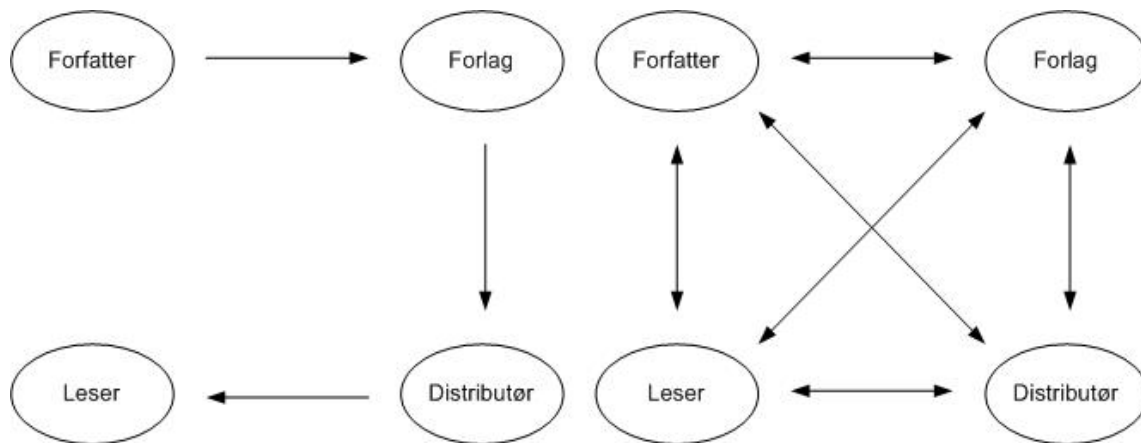 Forfatter
Forlag
Forfatter
Forlag
Leser
Distributør
Leser
Distributør